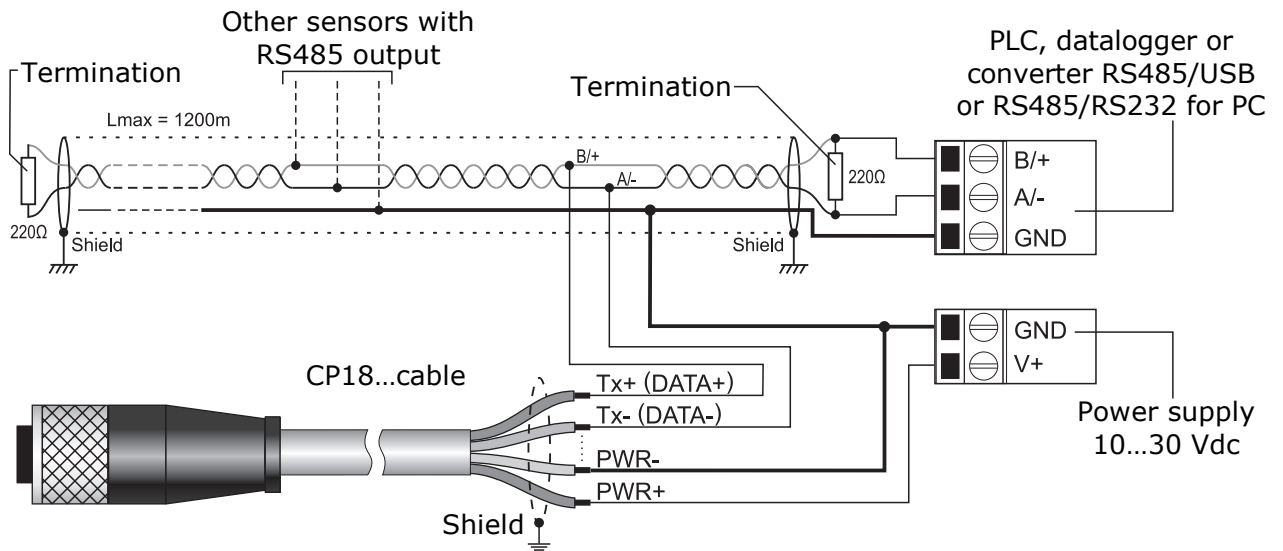 Other sensors with
RS485 output
PLC, datalogger or
converter RS485/USB
or RS485/RS232 for PC
Termination
Termination
Lmax = 1200m
B/+
A/-
220Ω
220Ω
Shield
Shield
B/+
A/-
GND
GND
V+
CP18...cable
Tx+ (DATA+)
Tx- (DATA-)
PWR-
PWR+
Shield
Power supply
10...30 Vdc